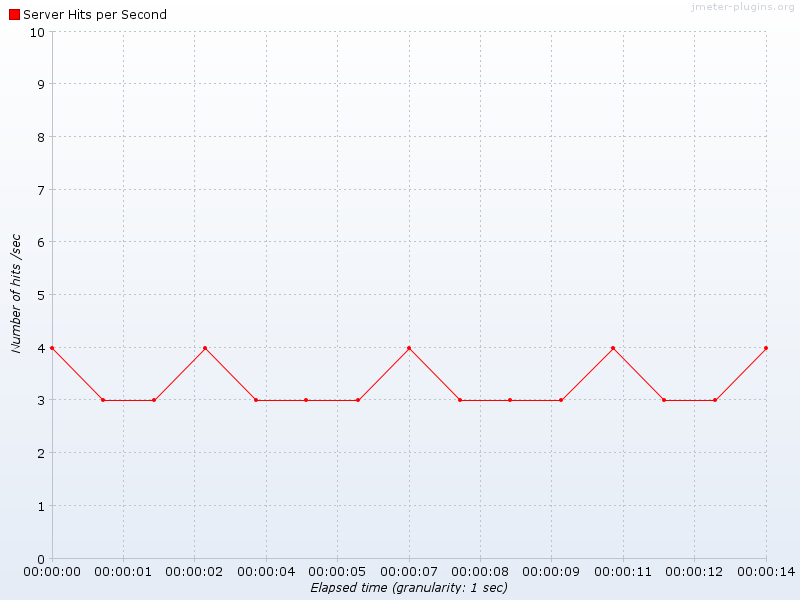 jmeter-plugins.org
Server Hits per Second
10
9
8
7
6
5
4
3
2
1
0
Number of hits /sec
00:00:00 00:00:01 00:00:02 00:00:04 00:00:05 00:00:07 00:00:08 00:00:09 00:00:11 00:00:12 00:00:14
Elapsed time (granularity: 1 sec)